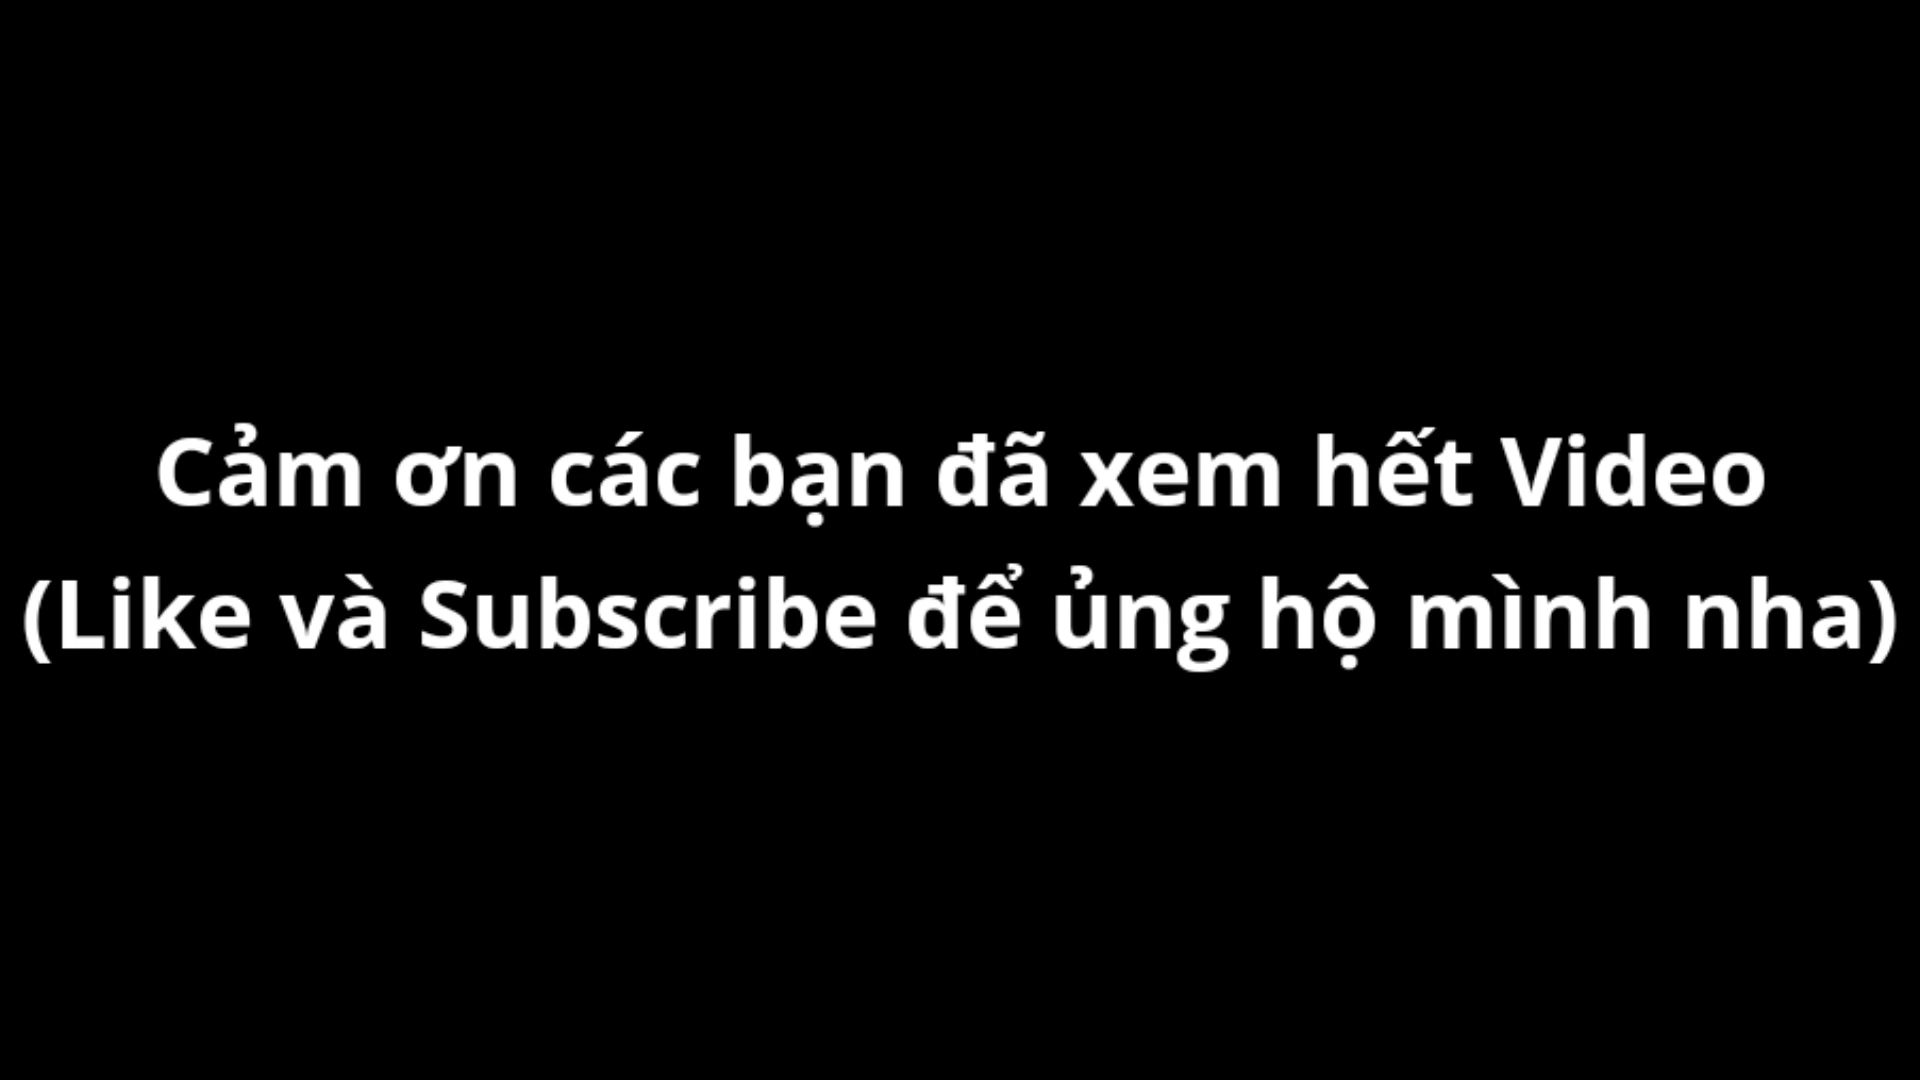 Cảm ơn các bạn đã xem hết Video
(Like và Subscribe để ủng hộ mình nha)